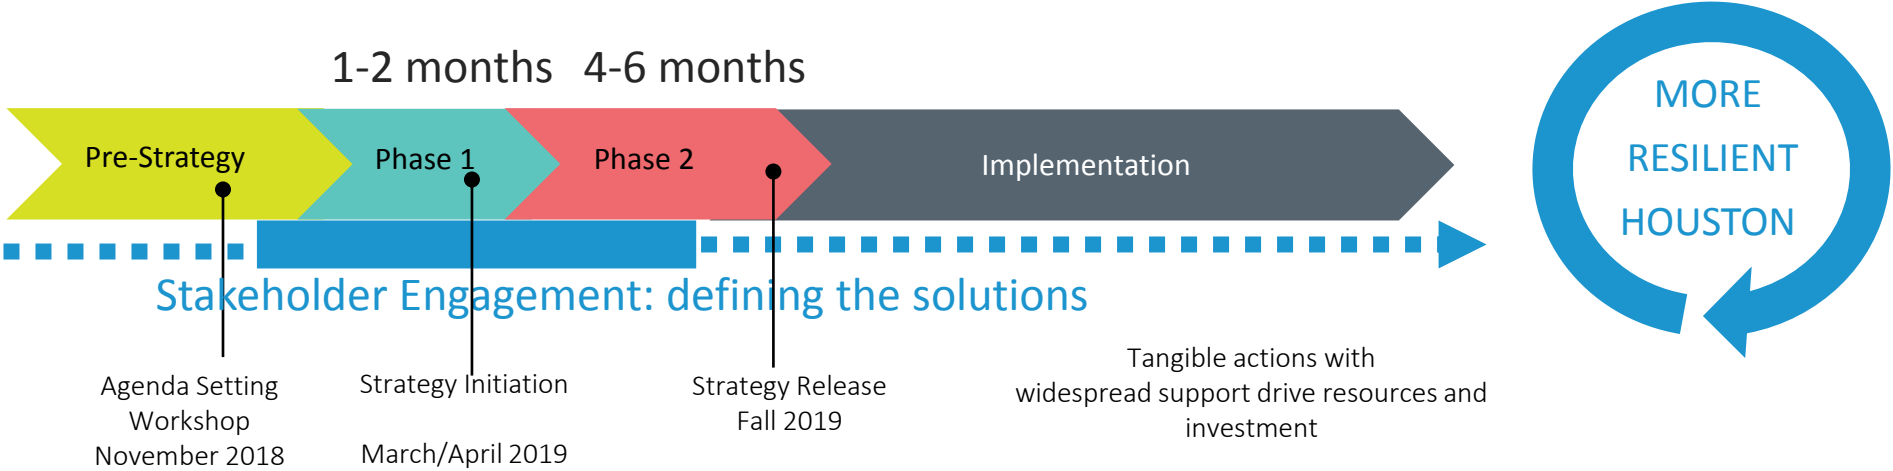 1-2 months
4-6 months
Pre-Strategy
Phase 1
Phase 2
Implementation
Stakeholder Engagement: defining the solutions
Agenda Setting
Workshop
November 2018
Strategy Initiation
March/April 2019
Strategy Release
Fall 2019
Tangible actions with
widespread support drive resources and
investment
MORE
RESILIENT
HOUSTON